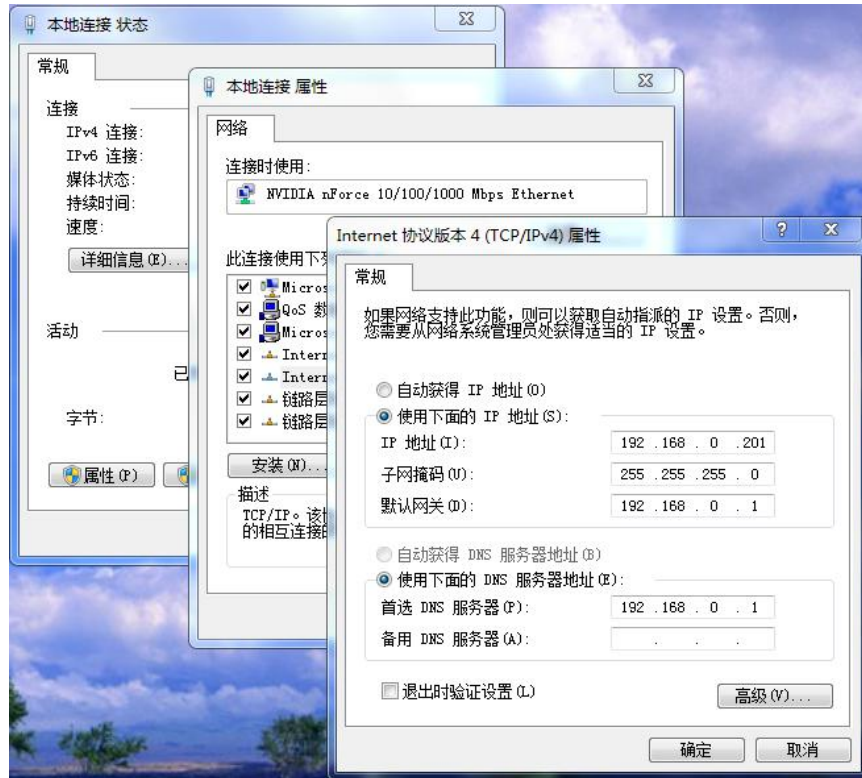 本地连接 状态
常规
连接
IPv4 连接:
IPv6 连接:
媒体状态:
持续时间:
速度:
详细信息(E)...
活动
已
字节:
属性(P)
本地连接 属性
网络
连接时使用:
NVIDIA nForce 10/100/1000 Mbps Ethernet
此连接使用下列
Micros
QoS 数
Micros
Intern
Intern
链路层
链路层
安装(N)...
描述
TCP/IP。该
的相互连接的
Internet 协议版本 4 (TCP/IPv4) 属性
常规
如果网络支持此功能，则可以获取自动指派的 IP 设置。否则，
您需要从网络系统管理员处获得适当的 IP 设置。
自动获得 IP 地址(O)
使用下面的 IP 地址(S):
IP 地址(I): 192 .168 . 0 .201
子网掩码(U): 255 .255 .255 . 0
默认网关(D): 192 .168 . 0 . 1
自动获得 DNS 服务器地址(B)
使用下面的 DNS 服务器地址(E):
首选 DNS 服务器(P): 192 .168 . 0 . 1
备用 DNS 服务器(A): . . .
退出时验证设置(L)
高级(V)...
确定
取消